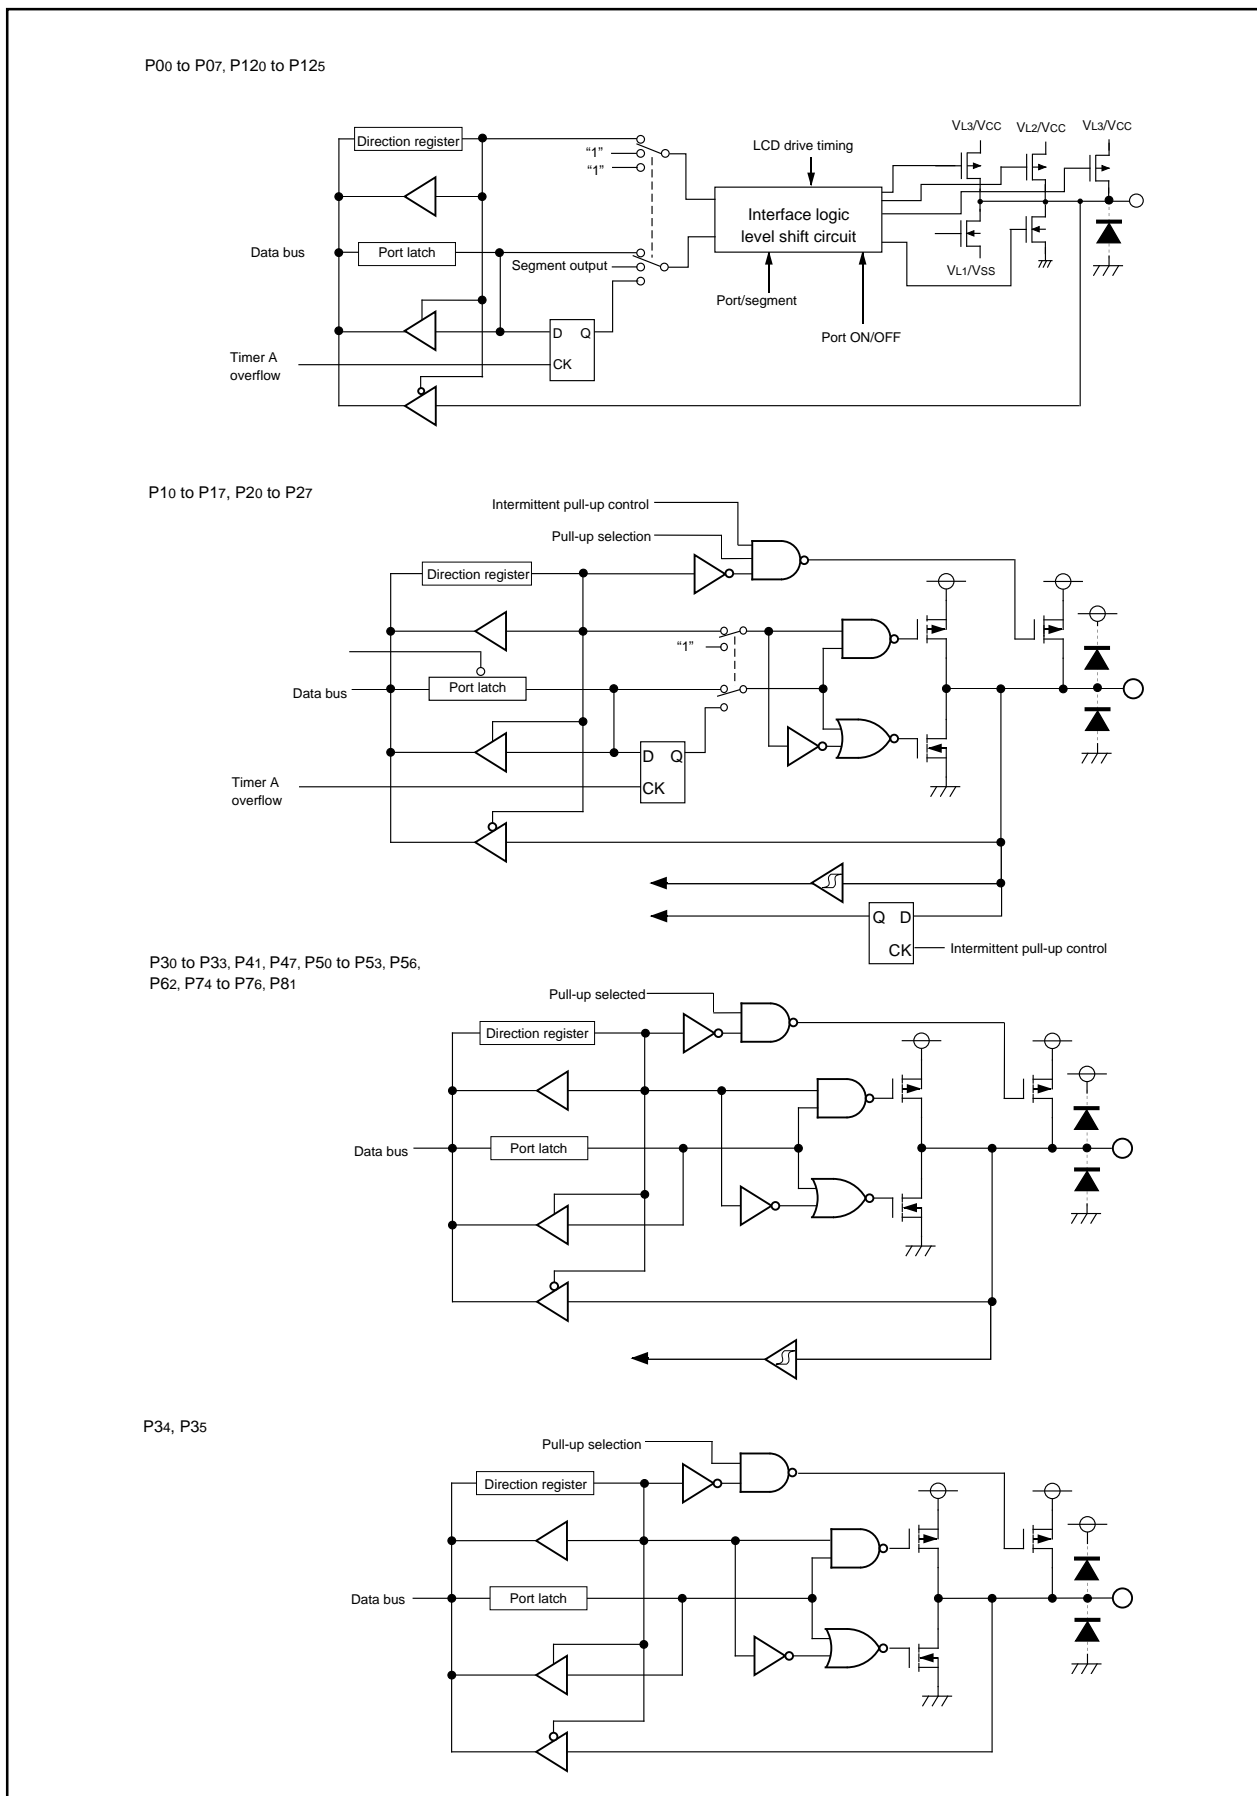 P00 to P07, P120 to P125
VL3/VCC VL2/VCC VL3/VCC
Direction register
LCD drive timing
“1”
“1”
Interface logic
level shift circuit
Data bus
Port latch
Segment output
VL1/VSS
Port/segment
Port ON/OFF
D Q
CK
Timer A
overflow
P10 to P17, P20 to P27
Intermittent pull-up control
Pull-up selection
Direction register
“1”
Data bus
Port latch
D Q
CK
Timer A
overflow
Q D
CK
Intermittent pull-up control
P30 to P33, P41, P47, P50 to P53, P56,
P62, P74 to P76, P81
Pull-up selected
Direction register
Data bus
Port latch
P34, P35
Pull-up selection
Direction register
Data bus
Port latch